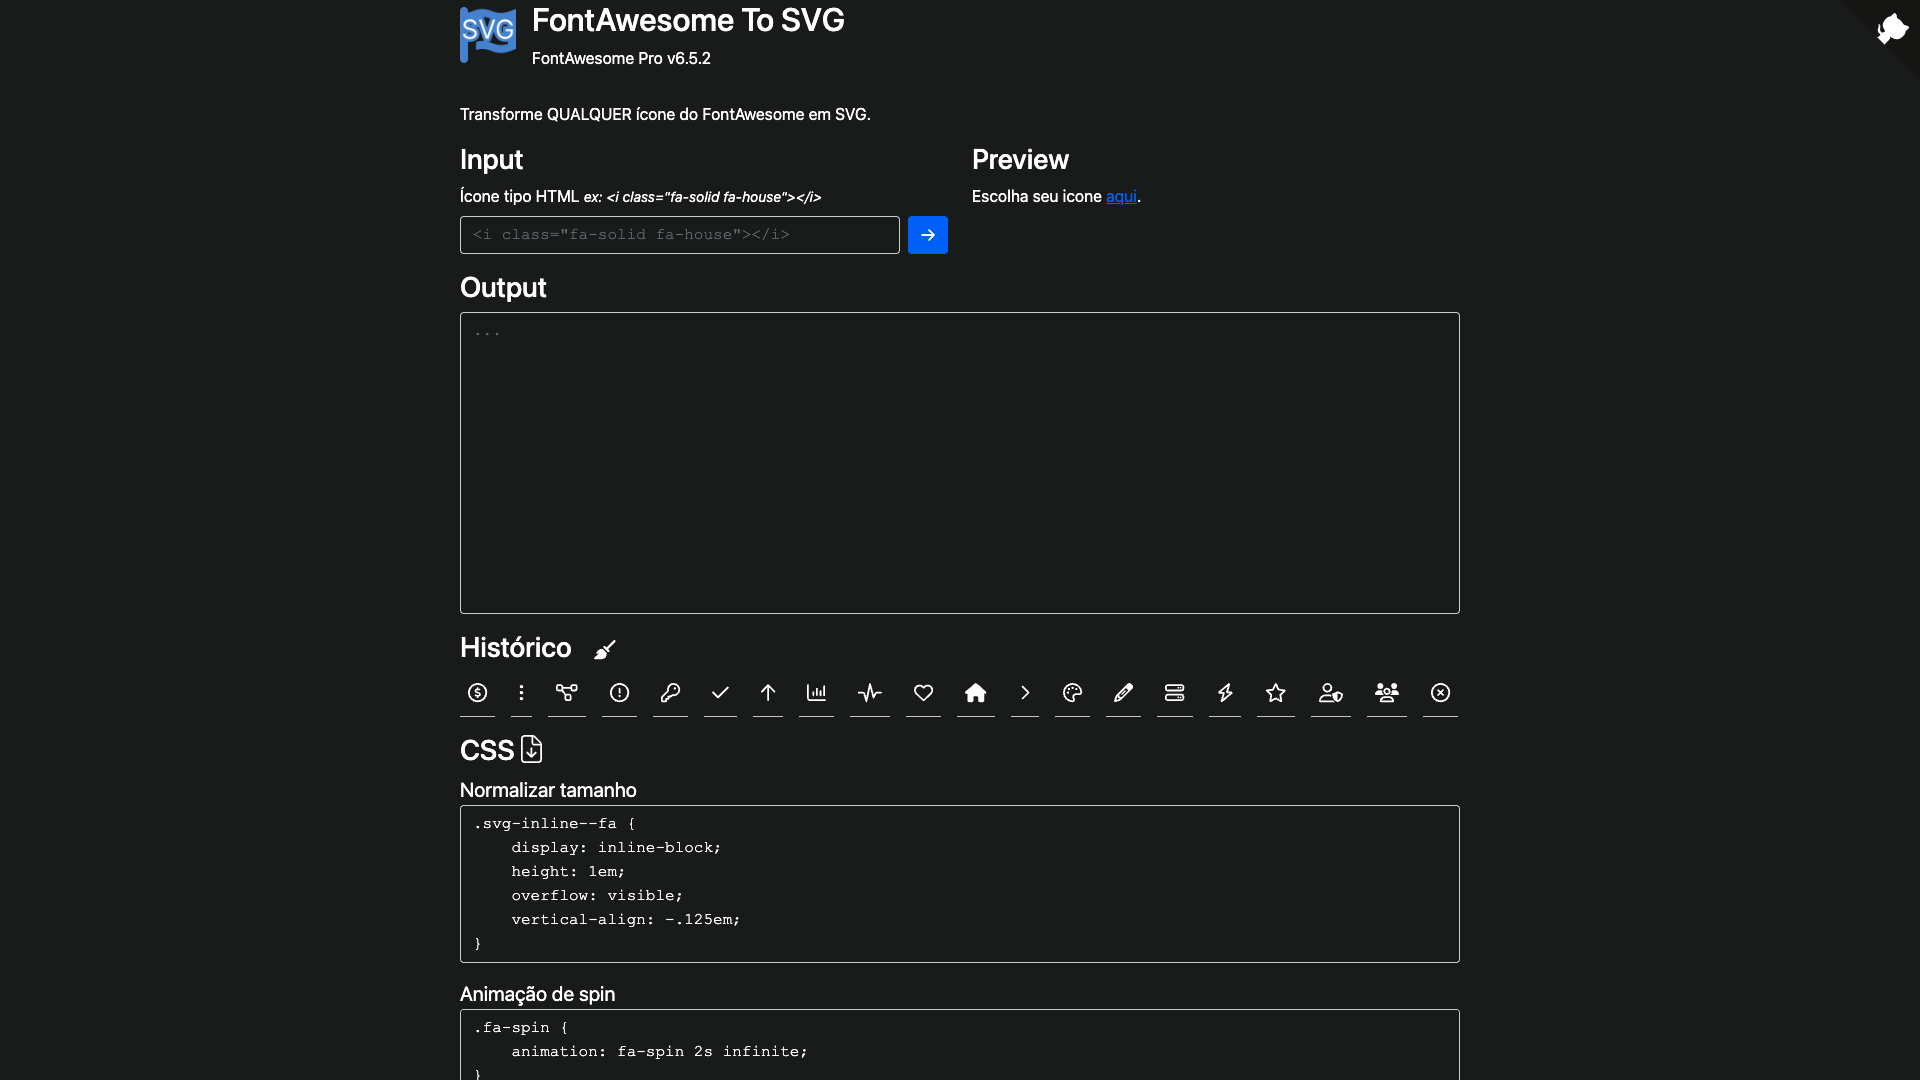 SVG
FontAwesome To SVG
FontAwesome Pro v6.5.2
Transforme QUALQUER ícone do FontAwesome em SVG.
Input
Ícone tipo HTML ex: <i class="fa-solid fa-house"></i>
<i class="fa-solid fa-house"></i>
Preview
Escolha seu icone aqui.
Output
...
Histórico
CSS
Normalizar tamanho
.svg-inline--fa {
    display: inline-block;
    height: 1em;
    overflow: visible;
    vertical-align: -.125em;
}
Animação de spin
.fa-spin {
    animation: fa-spin 2s infinite;
}